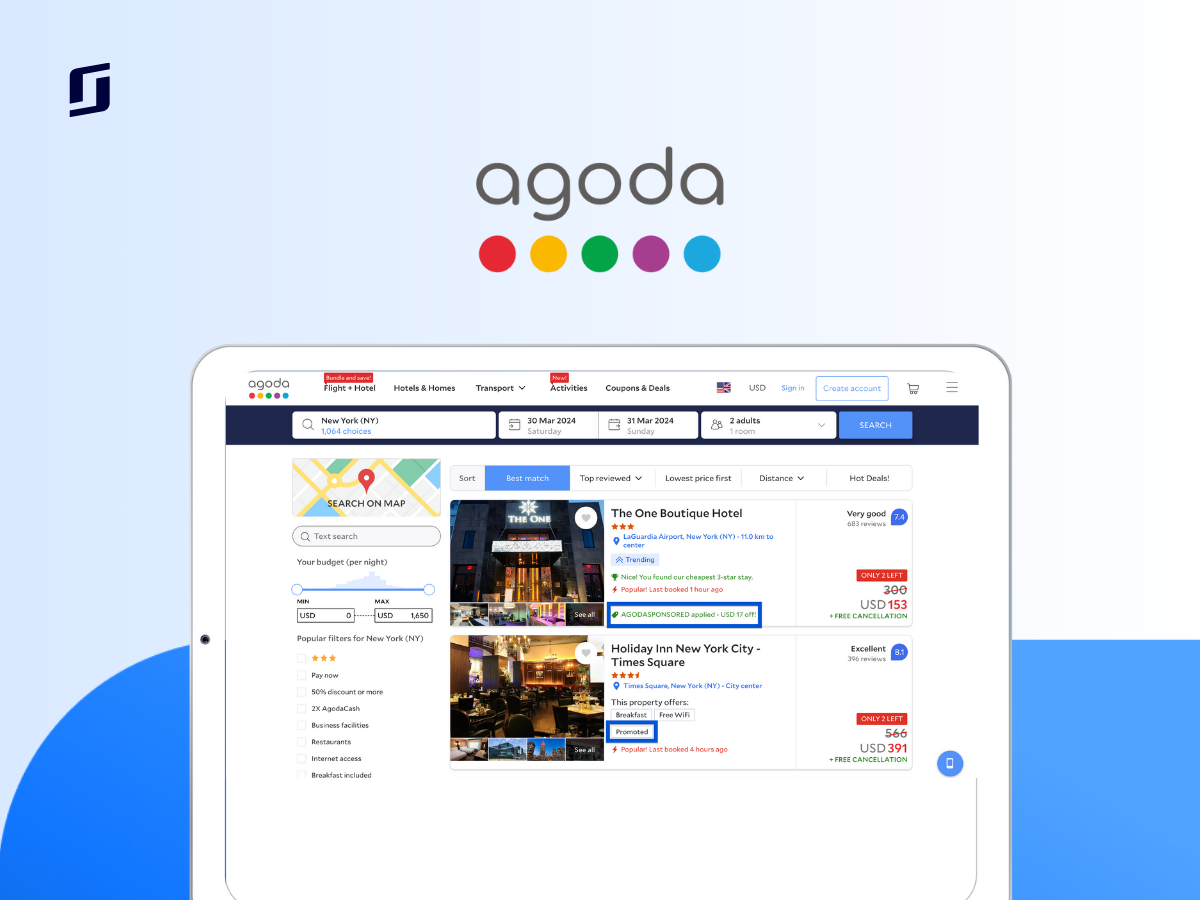 agoda
agoda
Bundle and save!
Flight + Hotel
Hotels & Homes
Transport
New!
Activities
Coupons & Deals
USD
Sign in
Create account
New York (NY)
1,064 choices
30 Mar 2024
Saturday
31 Mar 2024
Sunday
2 adults
1 room
SEARCH
SEARCH ON MAP
Text search
Your budget (per night)
MIN
MAX
USD 0
USD 1,650
Popular filters for New York (NY)
Pay now
50% discount or more
2X AgodaCash
Business facilities
Restaurants
Internet access
Breakfast included
Sort
Best match
Top reviewed
Lowest price first
Distance
Hot Deals!
THE ONE
See all
The One Boutique Hotel
LaGuardia Airport, New York (NY) - 11.0 km to
center
Trending
Nice! You found our cheapest 3-star stay.
Popular! Last booked 1 hour ago
AGODASPONSORED applied - USD 17 off!
Very good
683 reviews
7.4
ONLY 2 LEFT
300
USD 153
+ FREE CANCELLATION
See all
Holiday Inn New York City -
Times Square
Times Square, New York (NY) - City center
This property offers:
Breakfast
Free WiFi
Promoted
Popular! Last booked 4 hours ago
Excellent
396 reviews
8.1
ONLY 2 LEFT
566
USD 391
+ FREE CANCELLATION